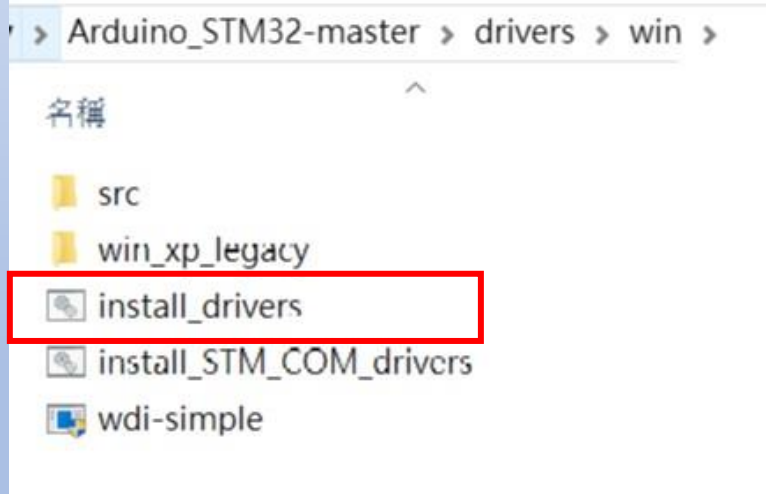 > Arduino_STM32-master > drivers > win >
名稱
src
win_xp_legacy
install_drivers
install_STM_COM_drivers
wdi-simple